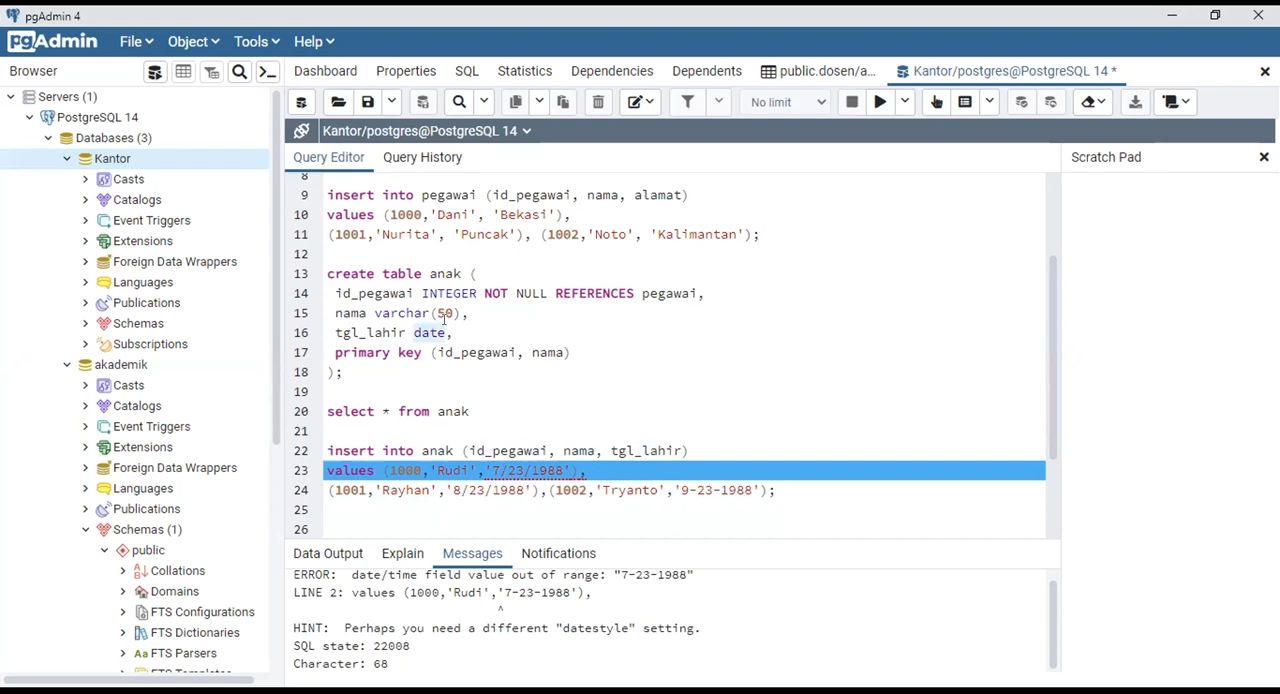 pgAdmin 4
pgAdmin File Object Tools Help
Browser
Dashboard Properties SQL Statistics Dependencies Dependents public.dosen/a... Kantor/postgres@PostgreSQL 14 *
No limit
Kantor/postgres@PostgreSQL 14
Query Editor Query History
Scratch Pad
Servers (1)
PostgreSQL 14
Databases (3)
Kantor
Casts
Catalogs
Event Triggers
Extensions
Foreign Data Wrappers
Languages
Publications
Schemas
Subscriptions
akademik
Casts
Catalogs
Event Triggers
Extensions
Foreign Data Wrappers
Languages
Publications
Schemas (1)
public
Collations
Domains
FTS Configurations
FTS Dictionaries
FTS Parsers
8
9 insert into pegawai (id_pegawai, nama, alamat)
10 values (1000,'Dani', 'Bekasi'),
11 (1001,'Nurita', 'Puncak'), (1002,'Noto', 'Kalimantan');
12
13 create table anak (
14 id_pegawai INTEGER NOT NULL REFERENCES pegawai,
15 nama varchar(50),
16 tgl_lahir date,
17 primary key (id_pegawai, nama)
18 );
19
20 select * from anak
21
22 insert into anak (id_pegawai, nama, tgl_lahir)
23 values (1000,'Rudi','7/23/1988'),
24 (1001,'Rayhan','8/23/1988'),(1002,'Tryanto','9-23-1988');
25
26
Data Output Explain Messages Notifications
ERROR: date/time field value out of range: "7-23-1988"
LINE 2: values (1000,'Rudi','7-23-1988'),
^
HINT: Perhaps you need a different "datestyle" setting.
SQL state: 22008
Character: 68